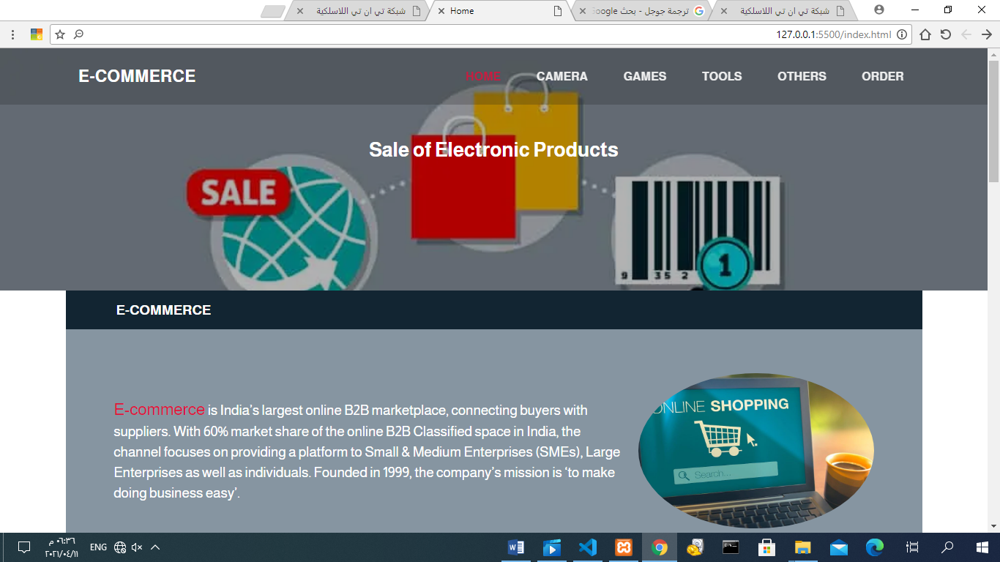 شبكة تي ان تي اللاسلكية
Home
ترجمة جوجل - بحث Google
شبكة تي ان تي اللاسلكية
127.0.0.1:5500/index.html
E-COMMERCE
HOME CAMERA GAMES TOOLS OTHERS ORDER
Sale of Electronic Products
SALE
9 35 2
1
E-COMMERCE
E-commerce is India's largest online B2B marketplace, connecting buyers with
suppliers. With 60% market share of the online B2B Classified space in India, the
channel focuses on providing a platform to Small & Medium Enterprises (SMEs), Large
Enterprises as well as individuals. Founded in 1999, the company's mission is ‘to make
doing business easy’.
ONLINE SHOPPING
Search...
ENG
٠٦:٣٦ م
٢٠٢١/٠٤/١١